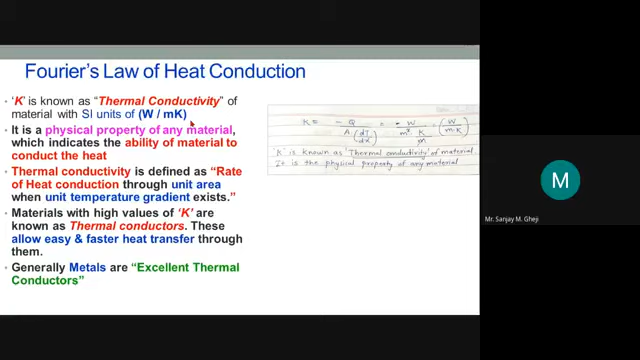 Fourier's Law of Heat Conduction
• 'K' is known as "Thermal Conductivity" of
material with SI units of (W / mK)
• It is a physical property of any material,
which indicates the ability of material to
conduct the heat
• Thermal conductivity is defined as "Rate
of Heat conduction through unit area
when unit temperature gradient exists."
• Materials with high values of 'K' are
known as Thermal conductors. These
allow easy & faster heat transfer through
them.
• Generally Metals are "Excellent Thermal
Conductors"
K = - Q / A (dT/dx) = - W / m² · K/m (W/m·K)
'K' is known as 'Thermal conductivity' of material
It is the physical property of any material
M
Mr. Sanjay M. Gheji